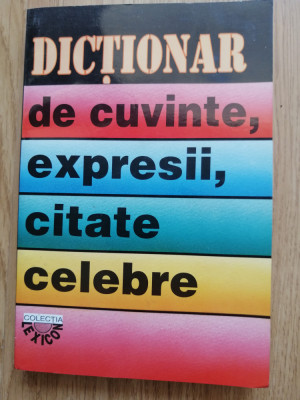 DICȚIONAR
de cuvinte,
expresii,
citate
celebre
COLECȚIA
LEXICON